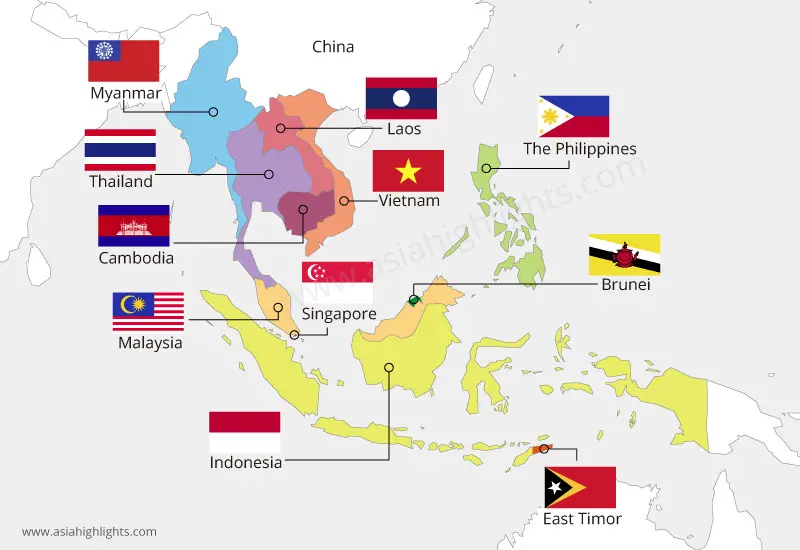 China
Myanmar
Laos
The Philippines
Thailand
Vietnam
Cambodia
Brunei
Singapore
Malaysia
Indonesia
East Timor
www.asiahighlights.com
www.asiahighlights.com